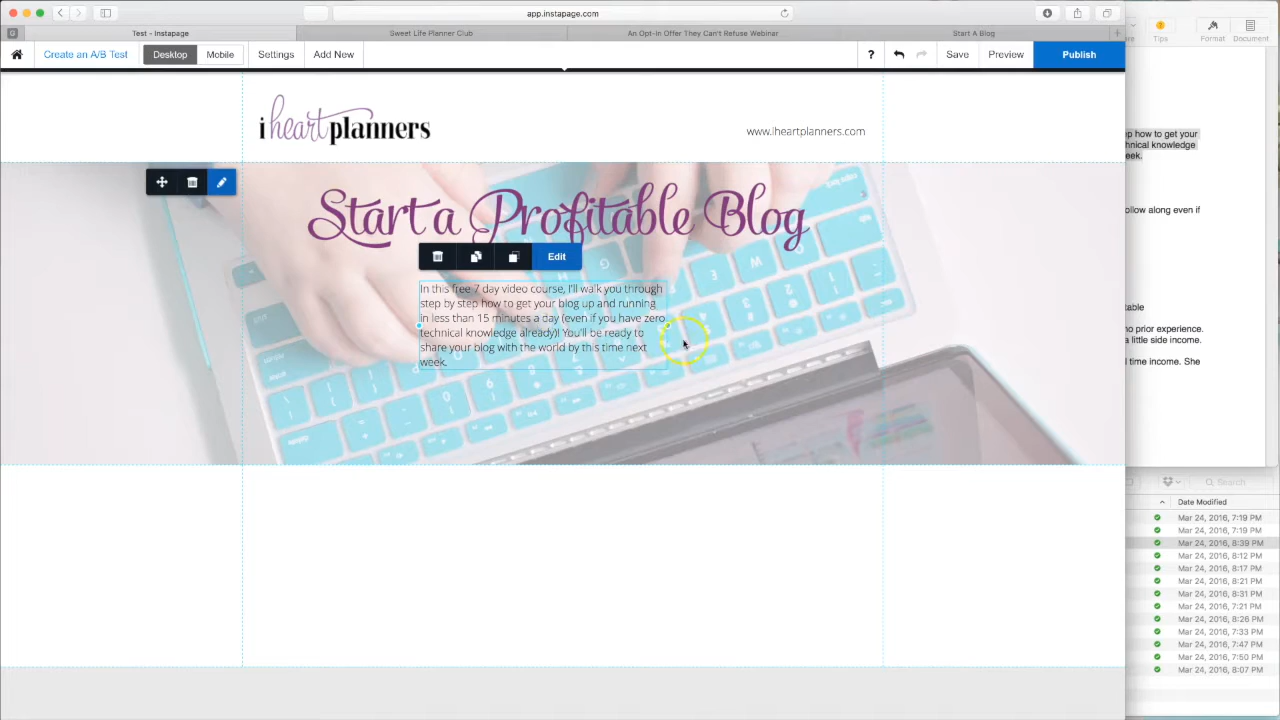 app.instapage.com
Test - Instapage
Sweet Life Planner Club
An Opt-In Offer They Can't Refuse Webinar
Start A Blog
Tips
Format
Document
Create an A/B Test
Desktop
Mobile
Settings
Add New
?
Save
Preview
Publish
i heart planners
www.iheartplanners.com
Start a Profitable Blog
Edit
In this free 7 day video course, I'll walk you through
step by step how to get your blog up and running
in less than 15 minutes a day (even if you have zero
technical knowledge already)! You'll be ready to
share your blog with the world by this time next
week.
ep how to get your
hnical knowledge
eek.
ollow along even if
table
no prior experience.
a little side income.
l time income. She
Search
Date Modified
Mar 24, 2016, 7:19 PM
Mar 24, 2016, 7:19 PM
Mar 24, 2016, 8:39 PM
Mar 24, 2016, 8:12 PM
Mar 24, 2016, 8:17 PM
Mar 24, 2016, 8:21 PM
Mar 24, 2016, 8:31 PM
Mar 24, 2016, 7:21 PM
Mar 24, 2016, 8:26 PM
Mar 24, 2016, 7:33 PM
Mar 24, 2016, 7:47 PM
Mar 24, 2016, 7:50 PM
Mar 24, 2016, 8:07 PM